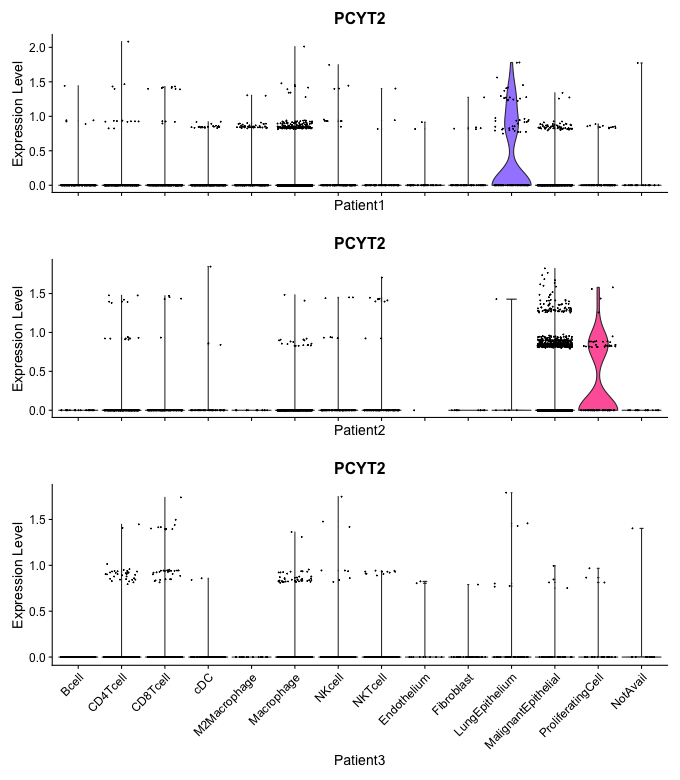 PCYT2
Expression Level
2.0
1.5
1.0
0.5
0.0
Patient1
PCYT2
Expression Level
1.5
1.0
0.5
0.0
Patient2
PCYT2
Expression Level
1.5
1.0
0.5
0.0
Bcell
CD4Tcell
CD8Tcell
cDC
M2Macrophage
Macrophage
NKcell
NKTcell
Endothelium
Fibroblast
LungEpithelium
MalignantEpithelial
ProliferatingCell
NotAvail
Patient3